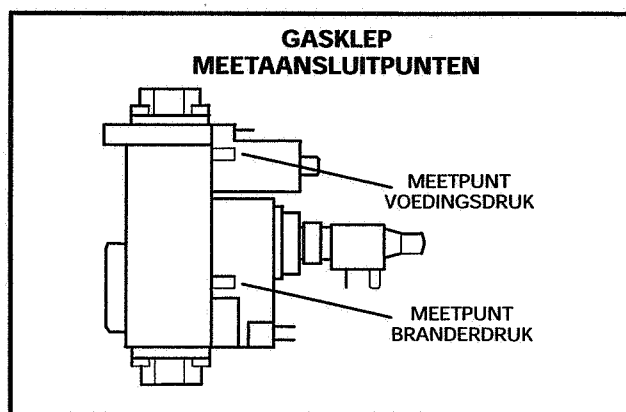 GASKLEP
MEETAANSLUITPUNTEN
MEETPUNT
VOEDINGSDRUK
MEETPUNT
BRANDERDRUK